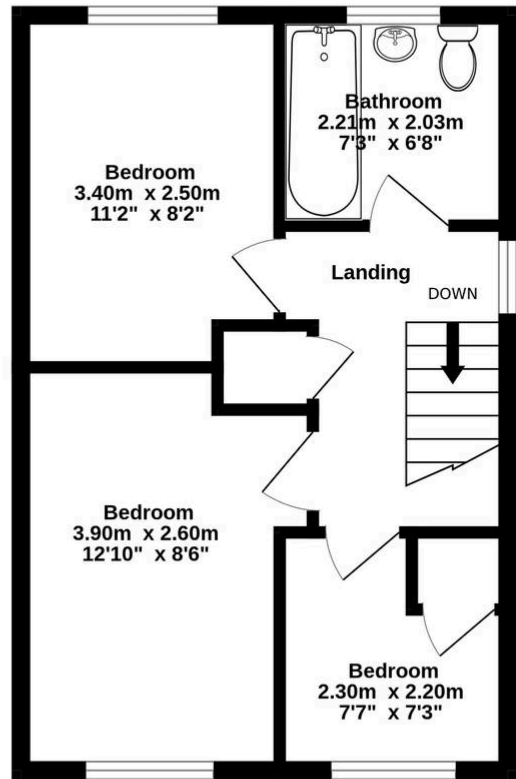 Bathroom
2.21m x 2.03m
7'3" x 6'8"
Bedroom
3.40m x 2.50m
11'2" x 8'2"
Landing
DOWN
Bedroom
3.90m x 2.60m
12'10" x 8'6"
Bedroom
2.30m x 2.20m
7'7" x 7'3"